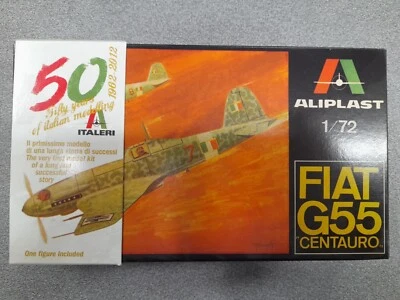 50
Fifty years
of italian modelling
1962-2012
ITALERI
Il primissimo modello
di una lunga storia di successi
The very first model kit
of a long and
successful
story
One figure included
ALIPLAST
1/72
FIAT
G55
"CENTAURO"